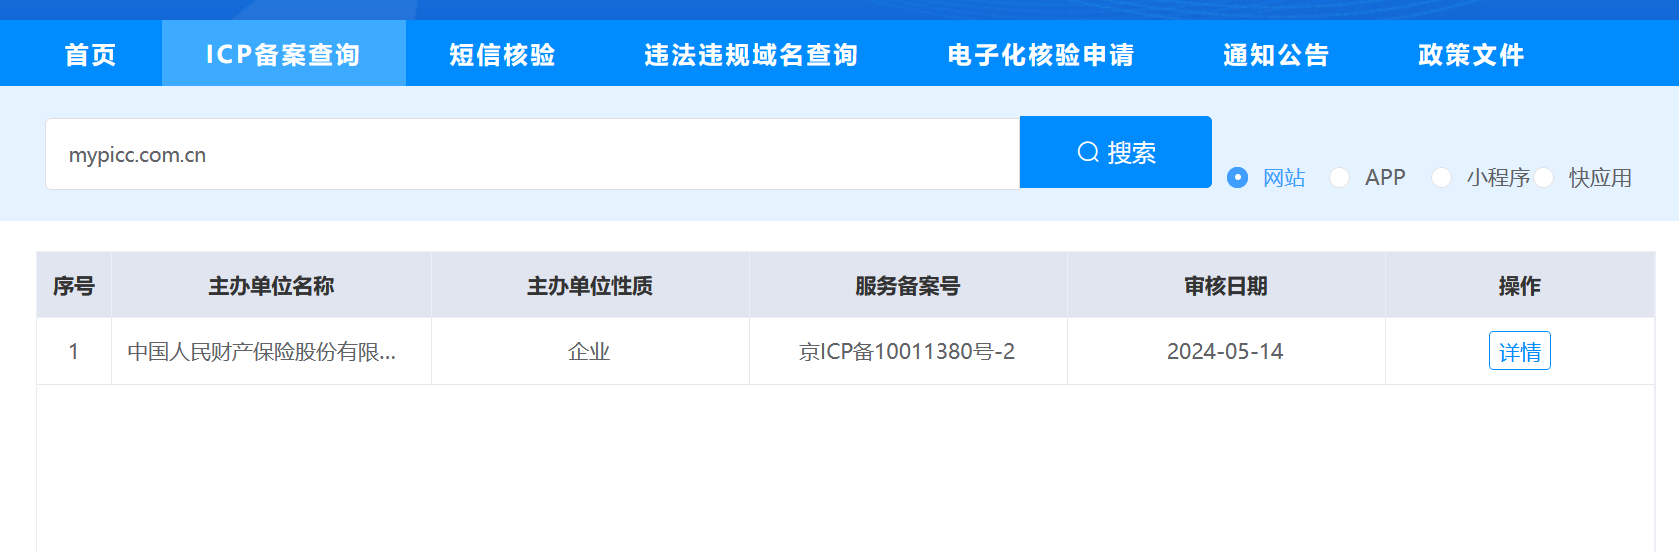 首页 ICP备案查询 短信核验 违法违规域名查询 电子化核验申请 通知公告 政策文件
mypicc.com.cn 搜索
网站 APP 小程序 快应用
序号 主办单位名称 主办单位性质 服务备案号 审核日期 操作
1 中国人民财产保险股份有限... 企业 京ICP备10011380号-2 2024-05-14 详情